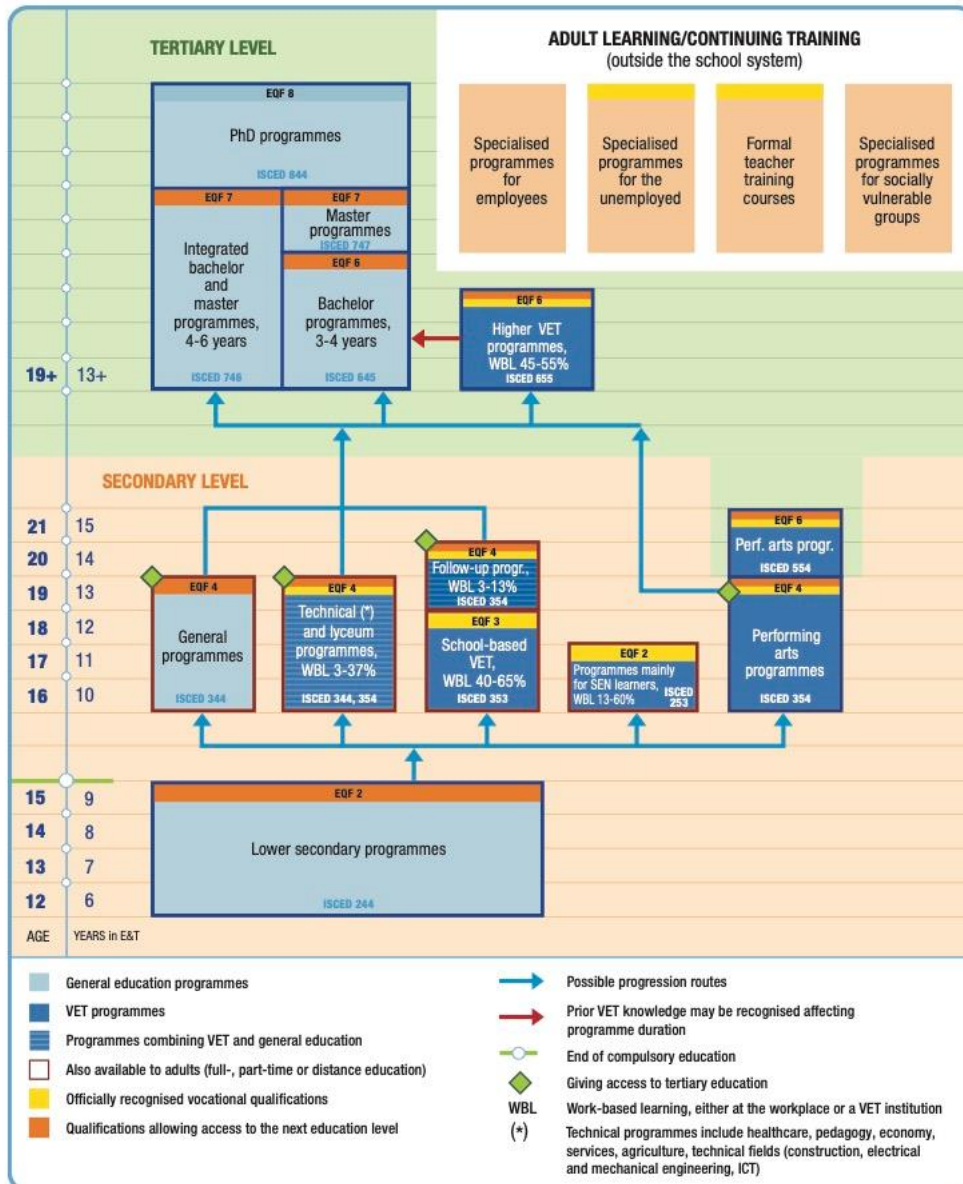 TERTIARY LEVEL
ADULT LEARNING/CONTINUING TRAINING
(outside the school system)
Specialised
programmes
for
employees
Specialised
programmes
for the
unemployed
Formal
teacher
training
courses
Specialised
programmes
for socially
vulnerable
groups
EQF 8
PhD programmes
ISCED 844
EQF 7
Integrated
bachelor
and
master
programmes,
4-6 years
ISCED 746
EQF 7
Master
programmes
ISCED 747
EQF 6
Bachelor
programmes,
3-4 years
ISCED 645
EQF 6
Higher VET
programmes,
WBL 45-55%
ISCED 655
19+ 13+
SECONDARY LEVEL
21 15
20 14
19 13
18 12
17 11
16 10
EQF 4
General
programmes
ISCED 344
EQF 4
Technical (*)
and lyceum
programmes,
WBL 3-37%
ISCED 344, 354
EQF 4
Follow-up progr.,
WBL 3-13%
ISCED 354
EQF 3
School-based
VET,
WBL 40-65%
ISCED 353
EQF 2
Programmes mainly
for SEN learners,
WBL 13-60%
ISCED
253
EQF 6
Perf. arts progr.
ISCED 554
EQF 4
Performing
arts
programmes
ISCED 354
15 9
14 8
13 7
12 6
AGE YEARS in E&T
EQF 2
Lower secondary programmes
ISCED 244
General education programmes
VET programmes
Programmes combining VET and general education
Also available to adults (full-, part-time or distance education)
Officially recognised vocational qualifications
Qualifications allowing access to the next education level
Possible progression routes
Prior VET knowledge may be recognised affecting
programme duration
End of compulsory education
Giving access to tertiary education
WBL Work-based learning, either at the workplace or a VET institution
(*) Technical programmes include healthcare, pedagogy, economy,
services, agriculture, technical fields (construction, electrical
and mechanical engineering, ICT)